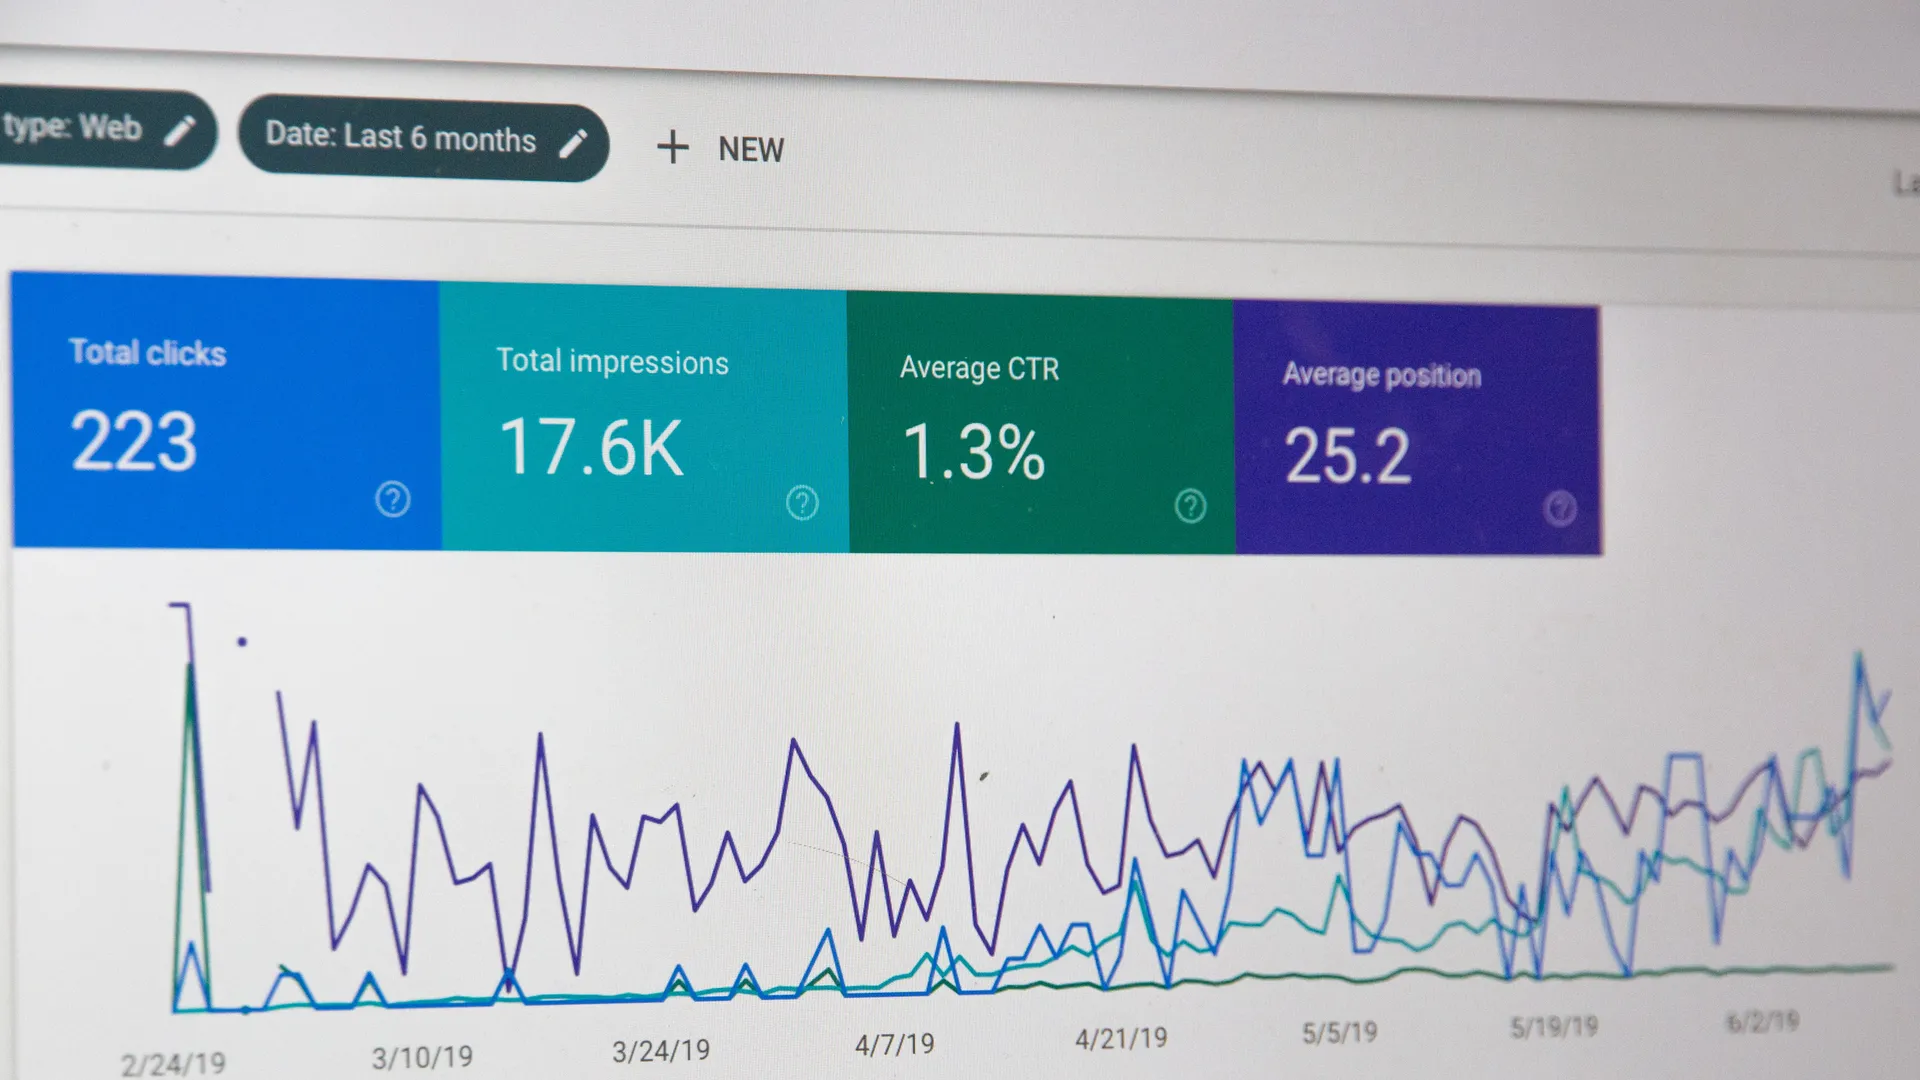 type: Web
Date: Last 6 months
+ NEW
La
Total clicks
223
Total impressions
17.6K
Average CTR
1.3%
Average position
25.2
2/24/19
3/10/19
3/24/19
4/7/19
4/21/19
5/5/19
5/19/19
6/2/19